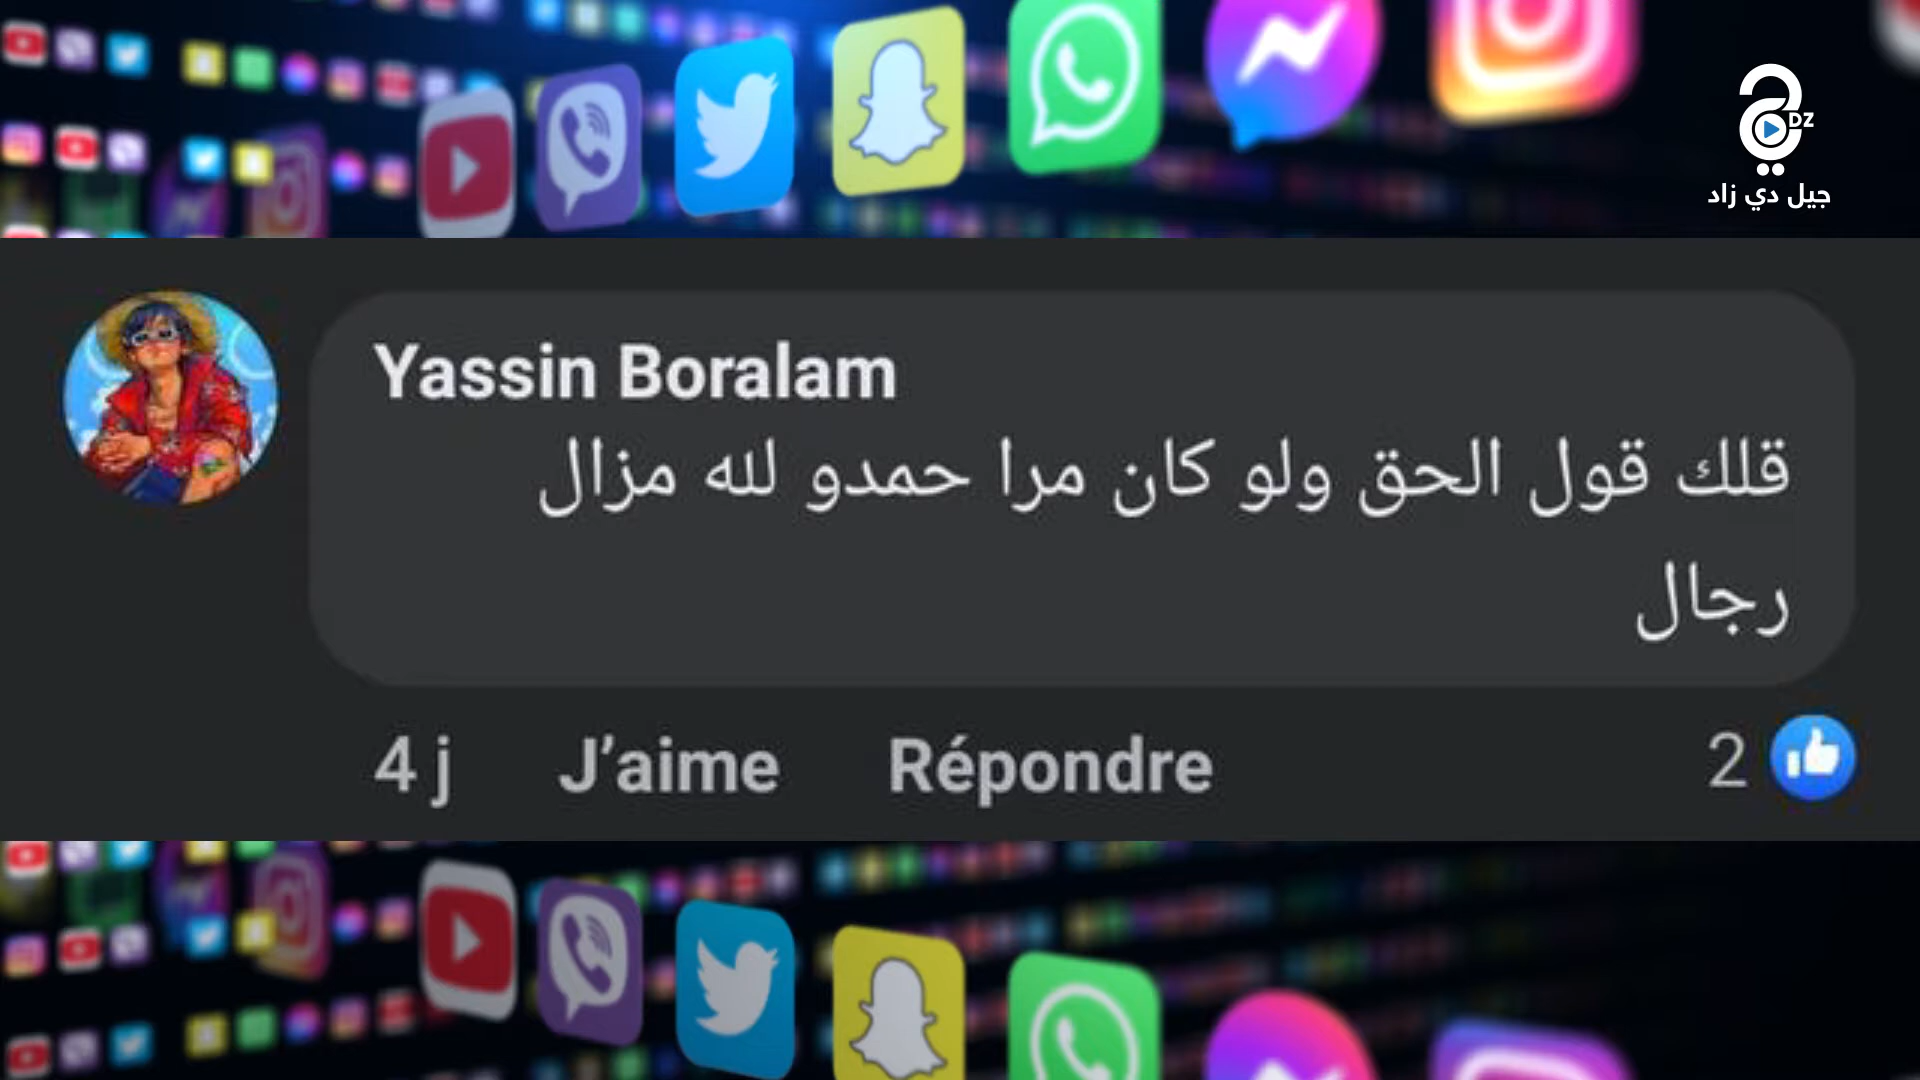 DZ
جيل دي زاد
Yassin Boralam
قلك قول الحق ولو كان مرا حمدو لله مزال
رجال
4 j J’aime Répondre 2